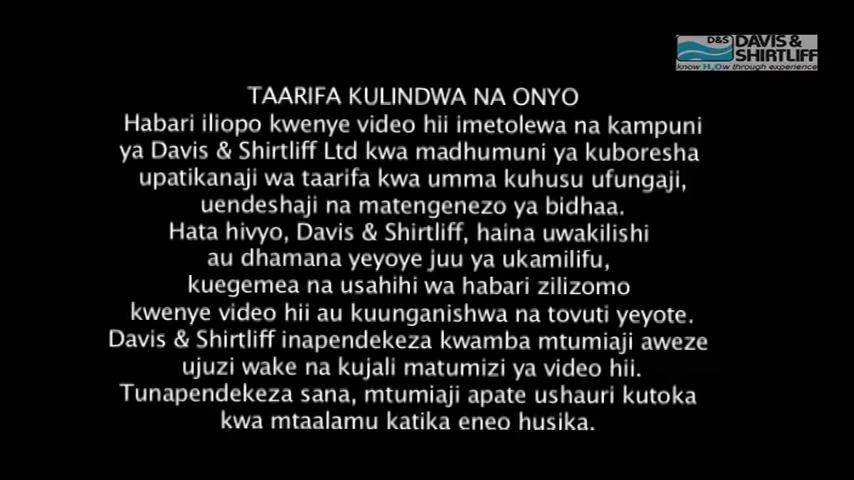 D&S DAVIS &
SHIRTLIFF
know H₂Ow through experience
TAARIFA KULINDWA NA ONYO
Habari iliopo kwenye video hii imetolewa na kampuni
ya Davis & Shirtliff Ltd kwa madhumuni ya kuboresha
upatikanaji wa taarifa kwa umma kuhusu ufungaji,
uendeshaji na matengenezo ya bidhaa.
Hata hivyo, Davis & Shirtliff, haina uwakilishi
au dhamana yeyoye juu ya ukamilifu,
kuegemea na usahihi wa habari zilizomo
kwenye video hii au kuunganishwa na tovuti yeyote.
Davis & Shirtliff inapendekeza kwamba mtumiaji aweze
ujuzi wake na kujali matumizi ya video hii.
Tunapendekeza sana, mtumiaji apate ushauri kutoka
kwa mtaalamu katika eneo husika.